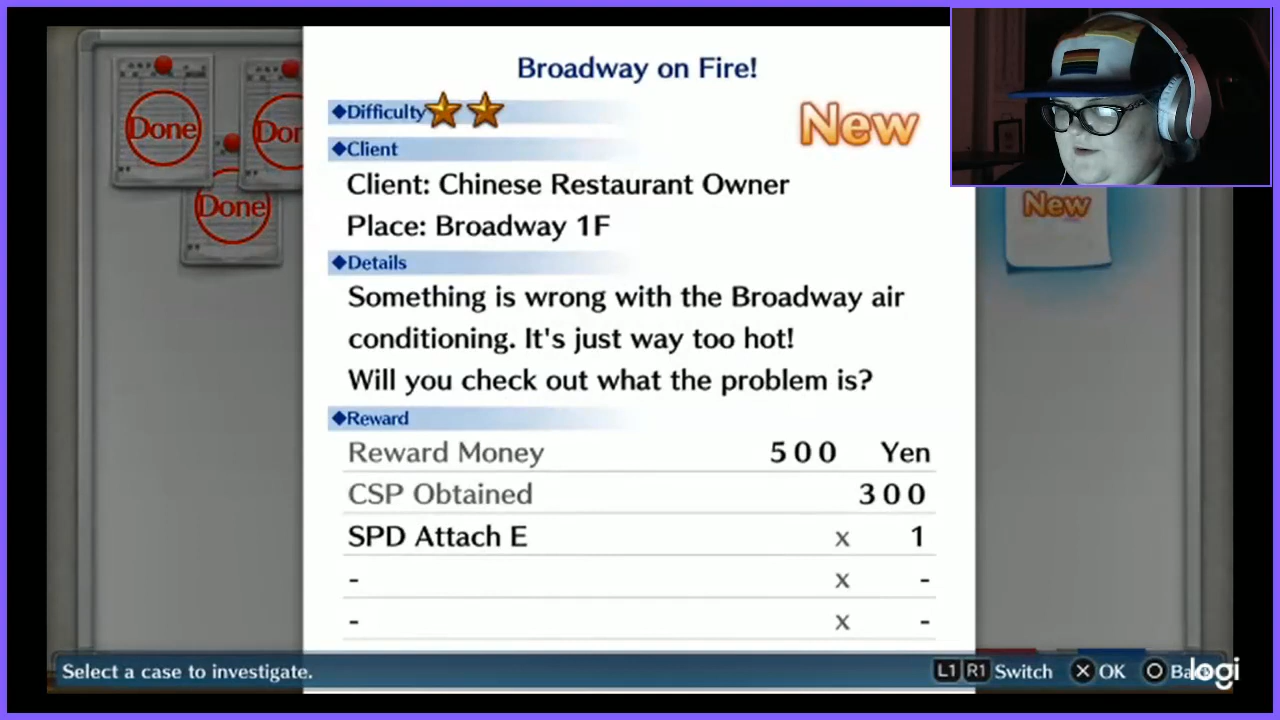 Broadway on Fire!
◆Difficulty
New
◆Client
Client: Chinese Restaurant Owner
Place: Broadway 1F
◆Details
Something is wrong with the Broadway air
conditioning. It's just way too hot!
Will you check out what the problem is?
◆Reward
Reward Money 500 Yen
CSP Obtained 300
SPD Attach E x 1
- x -
- x -
Done
Don
Done
New
Select a case to investigate.
L1 R1 Switch OK Ba
logi